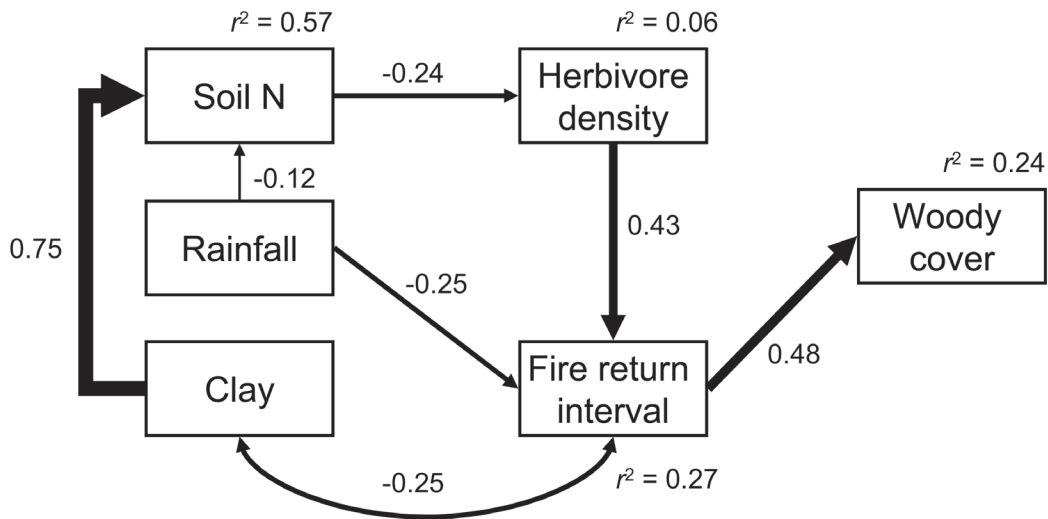 r² = 0.57
r² = 0.06
Soil N
-0.24
Herbivore
density
-0.12
r² = 0.24
Woody
cover
0.75
Rainfall
0.43
-0.25
0.48
Clay
Fire return
interval
-0.25
r² = 0.27